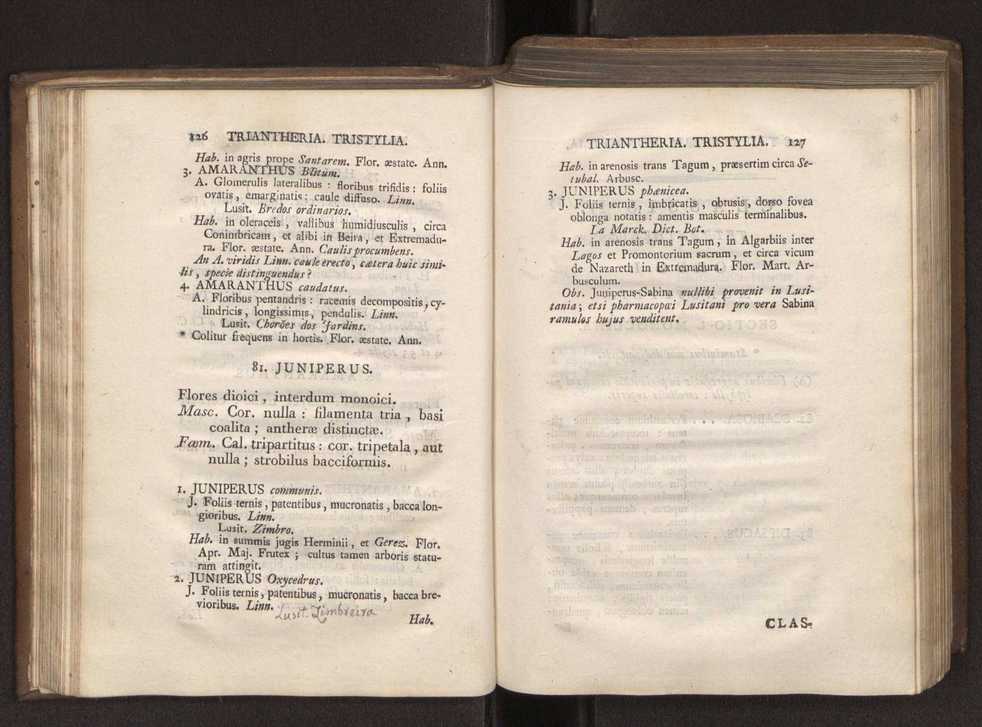 126 TRIANTHERIA. TRISTYLIA.
Hab. in agris prope Santarem. Flor. æstate. Ann.
3. AMARANTHUS Blitum.
A. Glomerulis lateralibus : floribus trifidis : foliis
ovatis , emarginatis : caule diffuso. Linn.
Lusit. Bredos ordinarios.
Hab. in oleraceis , vallibus humidiusculis , circa
Conimbricam , et alibi in Beira, et Extremadu-
ra. Flor. æstate. Ann. Caulis procumbens.
An A. viridis Linn. caule erecto, cætera huic simi-
lis , specie distinguendus ?
4. AMARANTHUS caudatus.
A. Floribus pentandris : racemis decompositis, cy-
lindricis , longissimis, pendulis. Linn.
Lusit. Chorões dos Jardins.
* Colitur frequens in hortis. Flor. æstate. Ann.
81. JUNIPERUS.
Flores dioici , interdum monoici.
Masc. Cor. nulla : filamenta tria , basi
coalita ; antheræ distinctæ.
Fœm. Cal. tripartitus : cor. tripetala , aut
nulla ; strobilus bacciformis.
1. JUNIPERUS communis.
J. Foliis ternis , patentibus , mucronatis , bacca lon-
gioribus. Linn.
Lusit. Zimbro.
Hab. in summis jugis Herminii , et Gerez. Flor.
Apr. Maj. Frutex ; cultus tamen arboris statu-
ram attingit.
2. JUNIPERUS Oxycedrus.
J. Foliis ternis, patentibus, mucronatis, bacca bre-
vioribus. Linn. Lusit. Zimbreira
Hab.
TRIANTHERIA. TRISTYLIA. 127
Hab. in arenosis trans Tagum , præsertim circa Se-
tubal. Arbusc.
3. JUNIPERUS phœnicea.
J. Foliis ternis , imbricatis , obtusis, dorso fovea
oblonga notatis : amentis masculis terminalibus.
La Marck. Dict. Bot.
Hab. in arenosis trans Tagum, in Algarbiis inter
Lagos et Promontorium sacrum, et circa vicum
de Nazareth in Extremadura. Flor. Mart. Ar-
busculum.
Obs. Juniperus-Sabina nullibi provenit in Lusi-
tania ; etsi pharmacopœi Lusitani pro vera Sabina
ramulos hujus venditent.
CLAS-